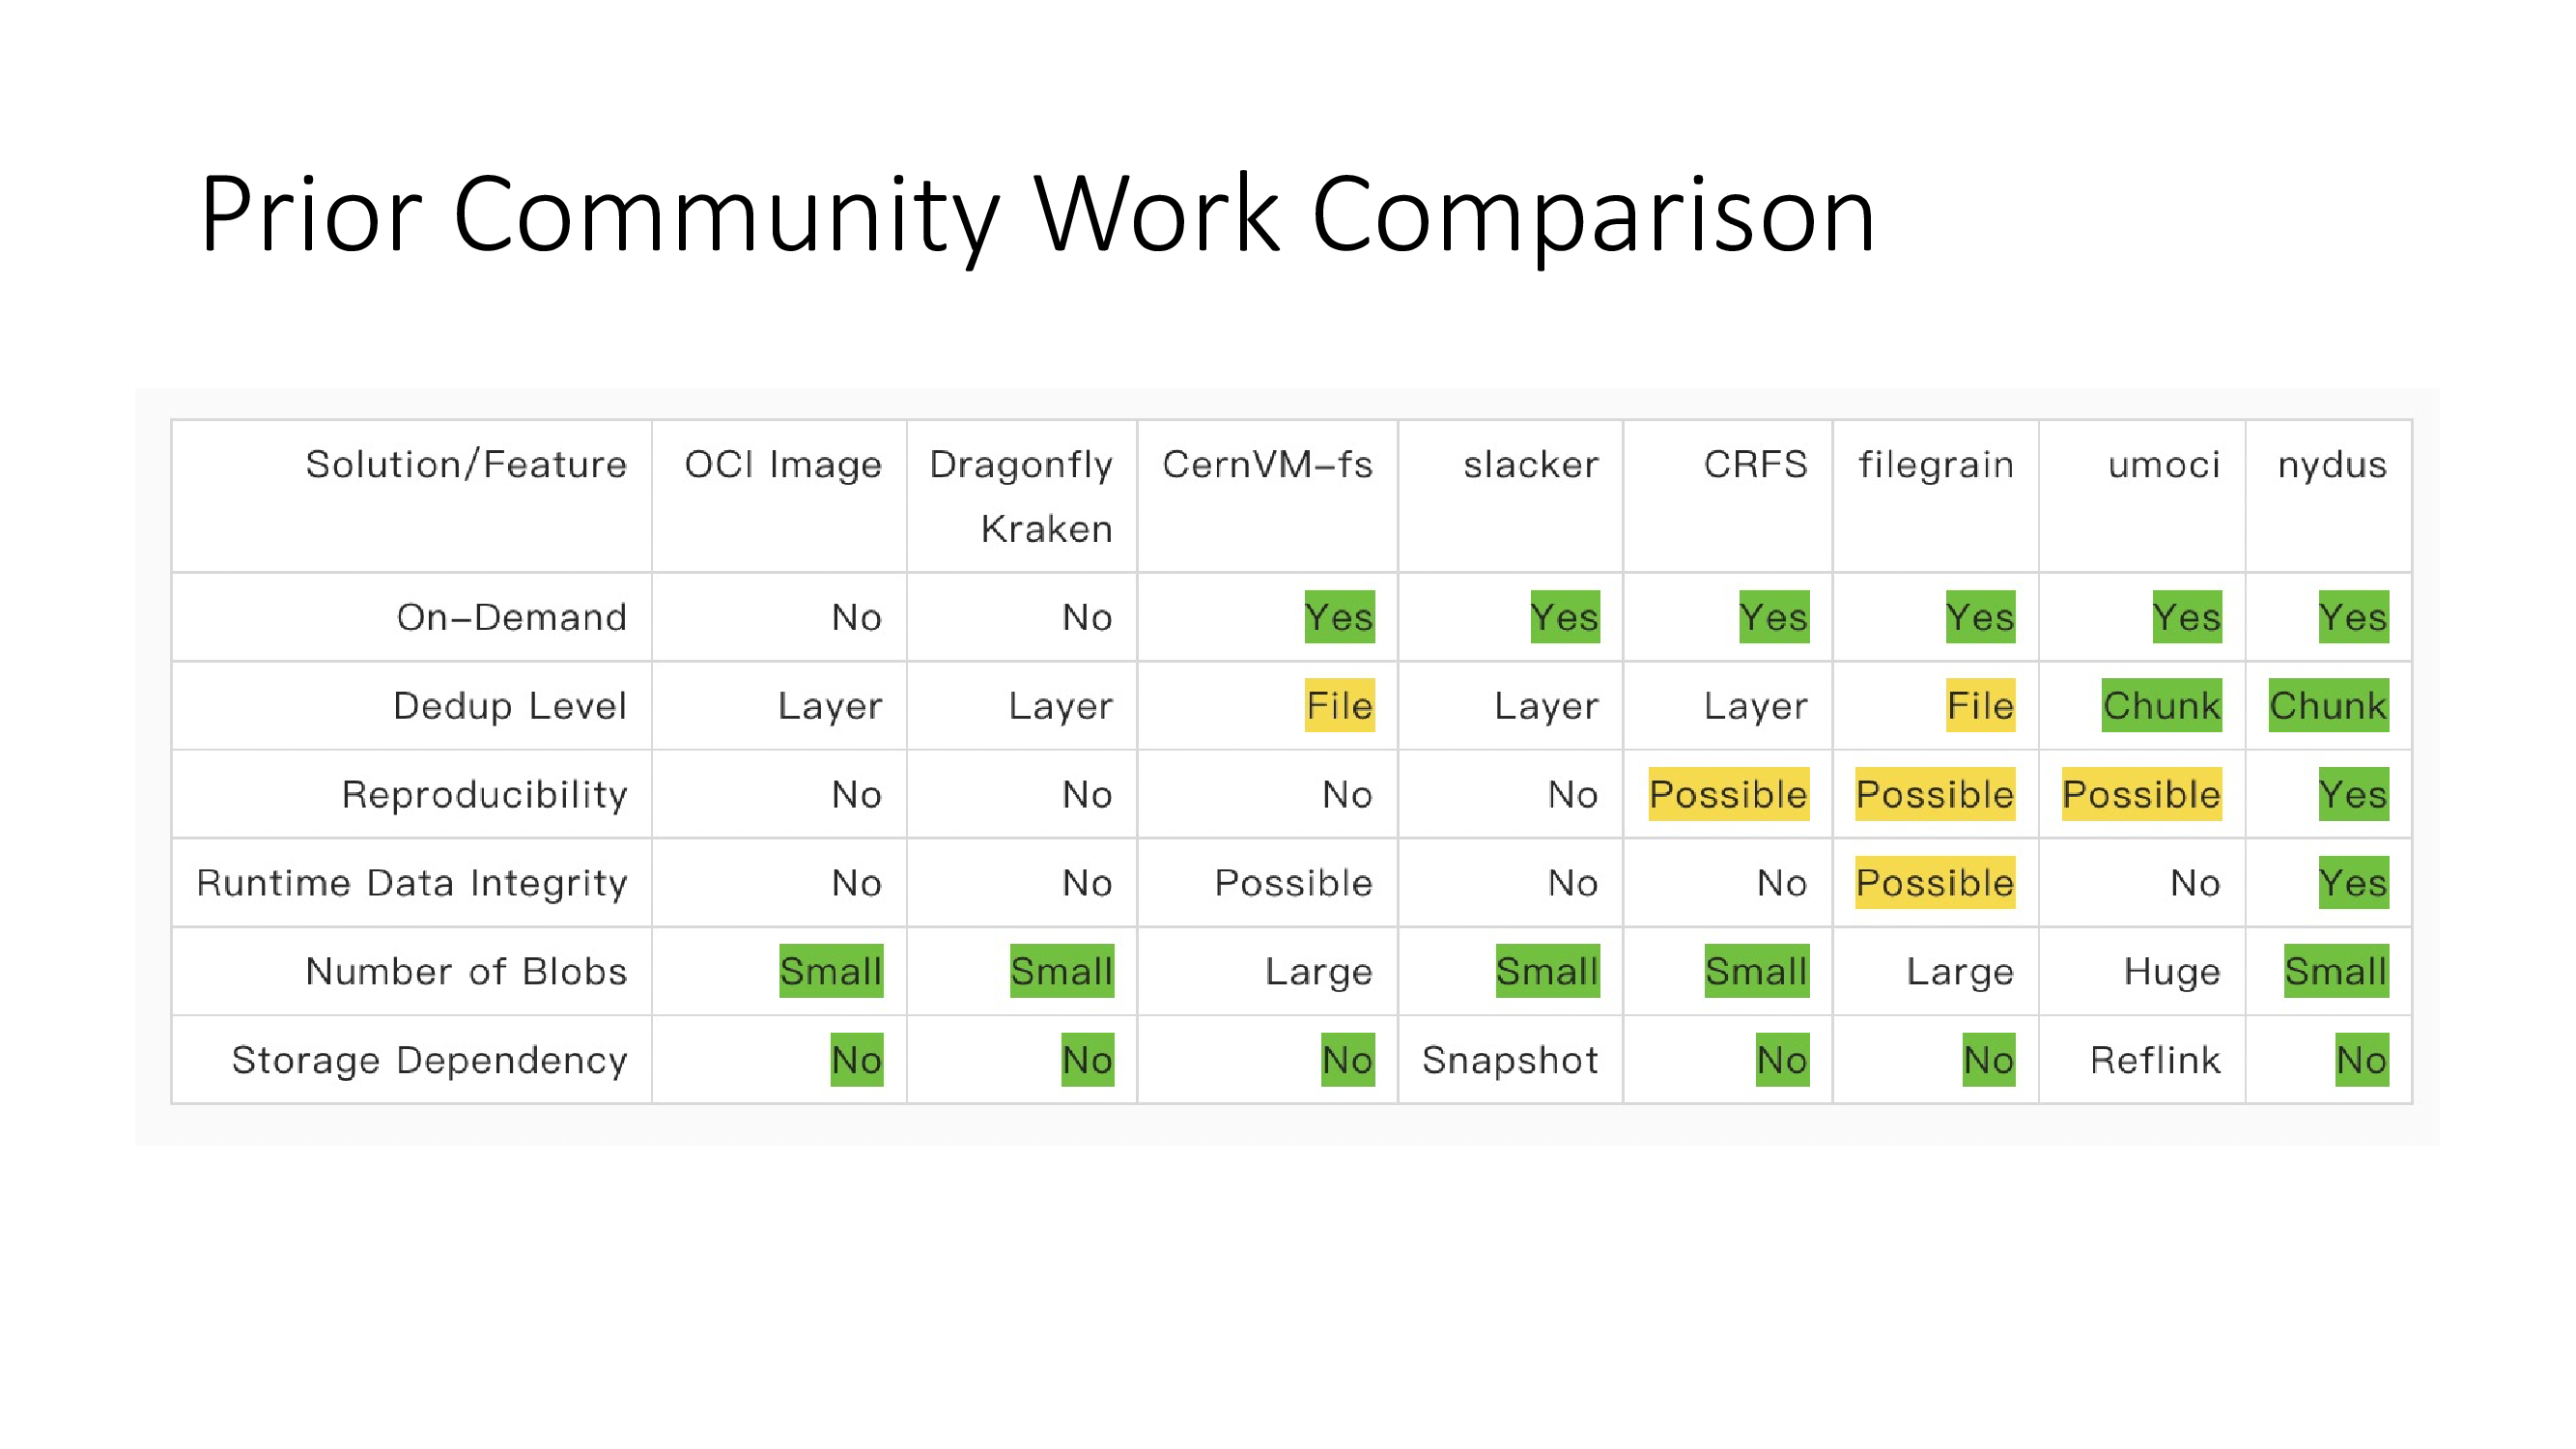 Prior Community Work Comparison
Solution/Feature OCI Image Dragonfly Kraken CernVM-fs slacker CRFS filegrain umoci nydus
On-Demand No No Yes Yes Yes Yes Yes Yes
Dedup Level Layer Layer File Layer Layer File Chunk Chunk
Reproducibility No No No No Possible Possible Possible Yes
Runtime Data Integrity No No Possible No No Possible No Yes
Number of Blobs Small Small Large Small Small Large Huge Small
Storage Dependency No No No Snapshot No No Reflink No